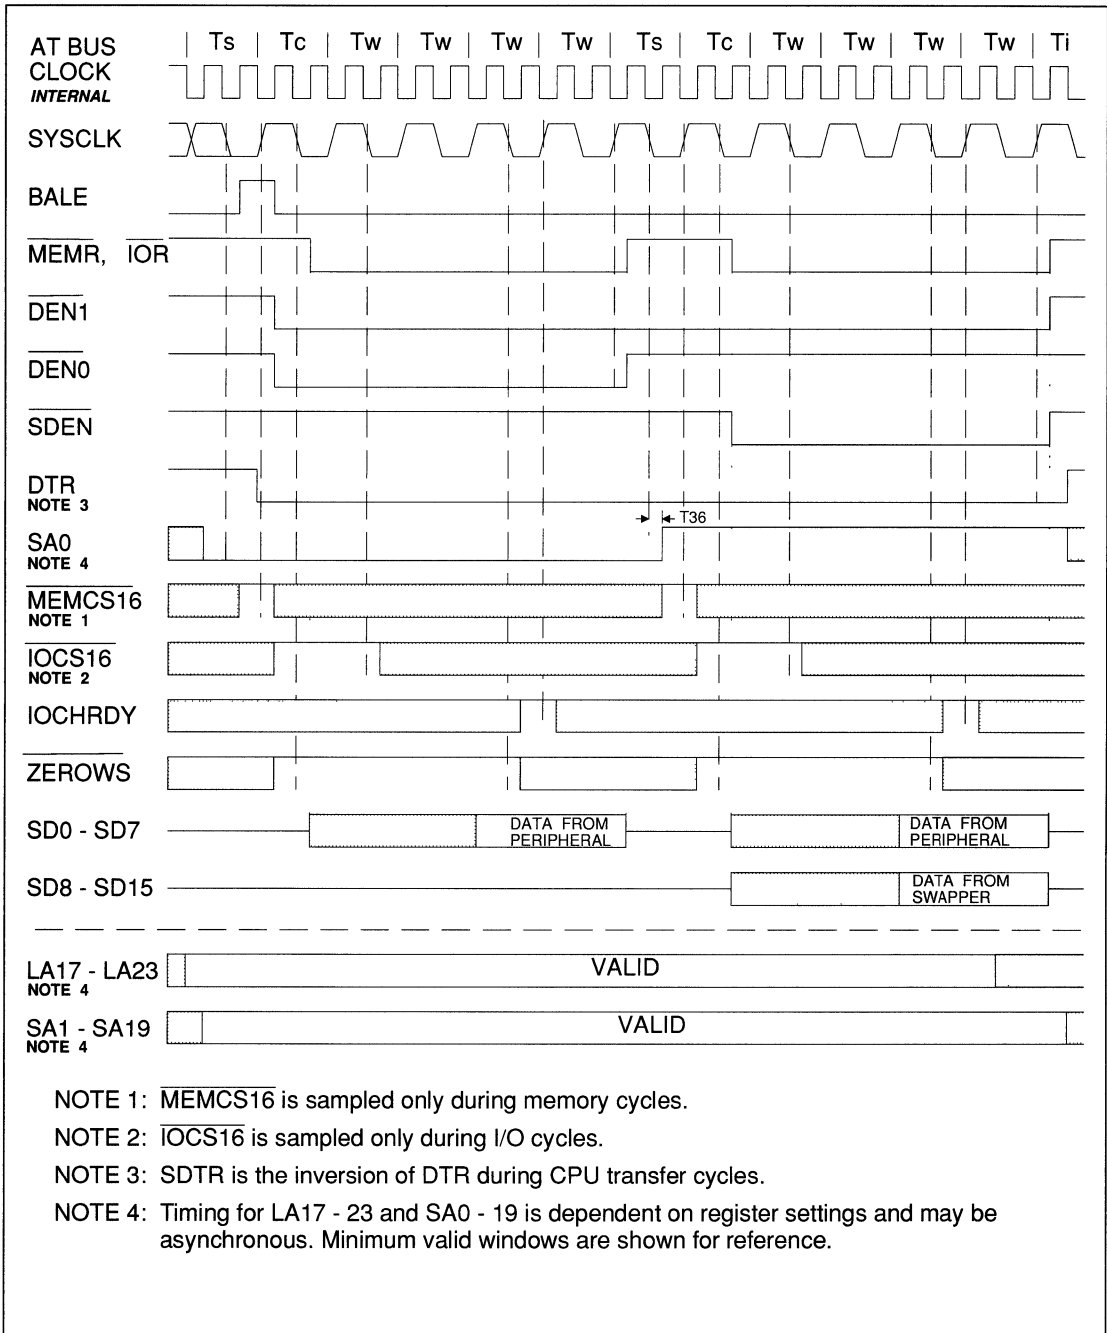 AT BUS
CLOCK
INTERNAL
Ts | Tc | Tw | Tw | Tw | Tw | Ts | Tc | Tw | Tw | Tw | Tw | Ti
SYSCLK
BALE
MEMR, IOR
DEN1
DEN0
SDEN
DTR
NOTE 3
T36
SA0
NOTE 4
MEMCS16
NOTE 1
IOCS16
NOTE 2
IOCHRDY
ZEROWS
SD0 - SD7
DATA FROM
PERIPHERAL
DATA FROM
PERIPHERAL
SD8 - SD15
DATA FROM
SWAPPER
LA17 - LA23
NOTE 4
VALID
SA1 - SA19
NOTE 4
VALID
NOTE 1: MEMCS16 is sampled only during memory cycles.
NOTE 2: IOCS16 is sampled only during I/O cycles.
NOTE 3: SDTR is the inversion of DTR during CPU transfer cycles.
NOTE 4: Timing for LA17 - 23 and SA0 - 19 is dependent on register settings and may be
asynchronous. Minimum valid windows are shown for reference.